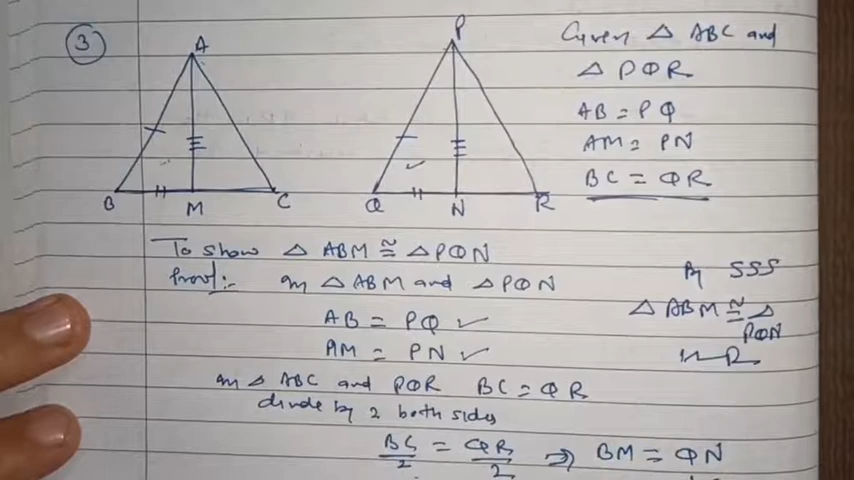 3
A
B
M
C
P
Q
N
R
Given △ ABC and
△ PQR
AB = PQ
AM = PN
BC = QR
To show △ ABM ≅ △PQN
Proof:- In △ ABM and △PQN
AB = PQ ✓
AM = PN ✓
In △ ABC and PQR BC = QR
divide by 2 both sides
BC/2 = QR/2 ⇒ BM = QN
By SSS
△ ABM ≅ △
PQN